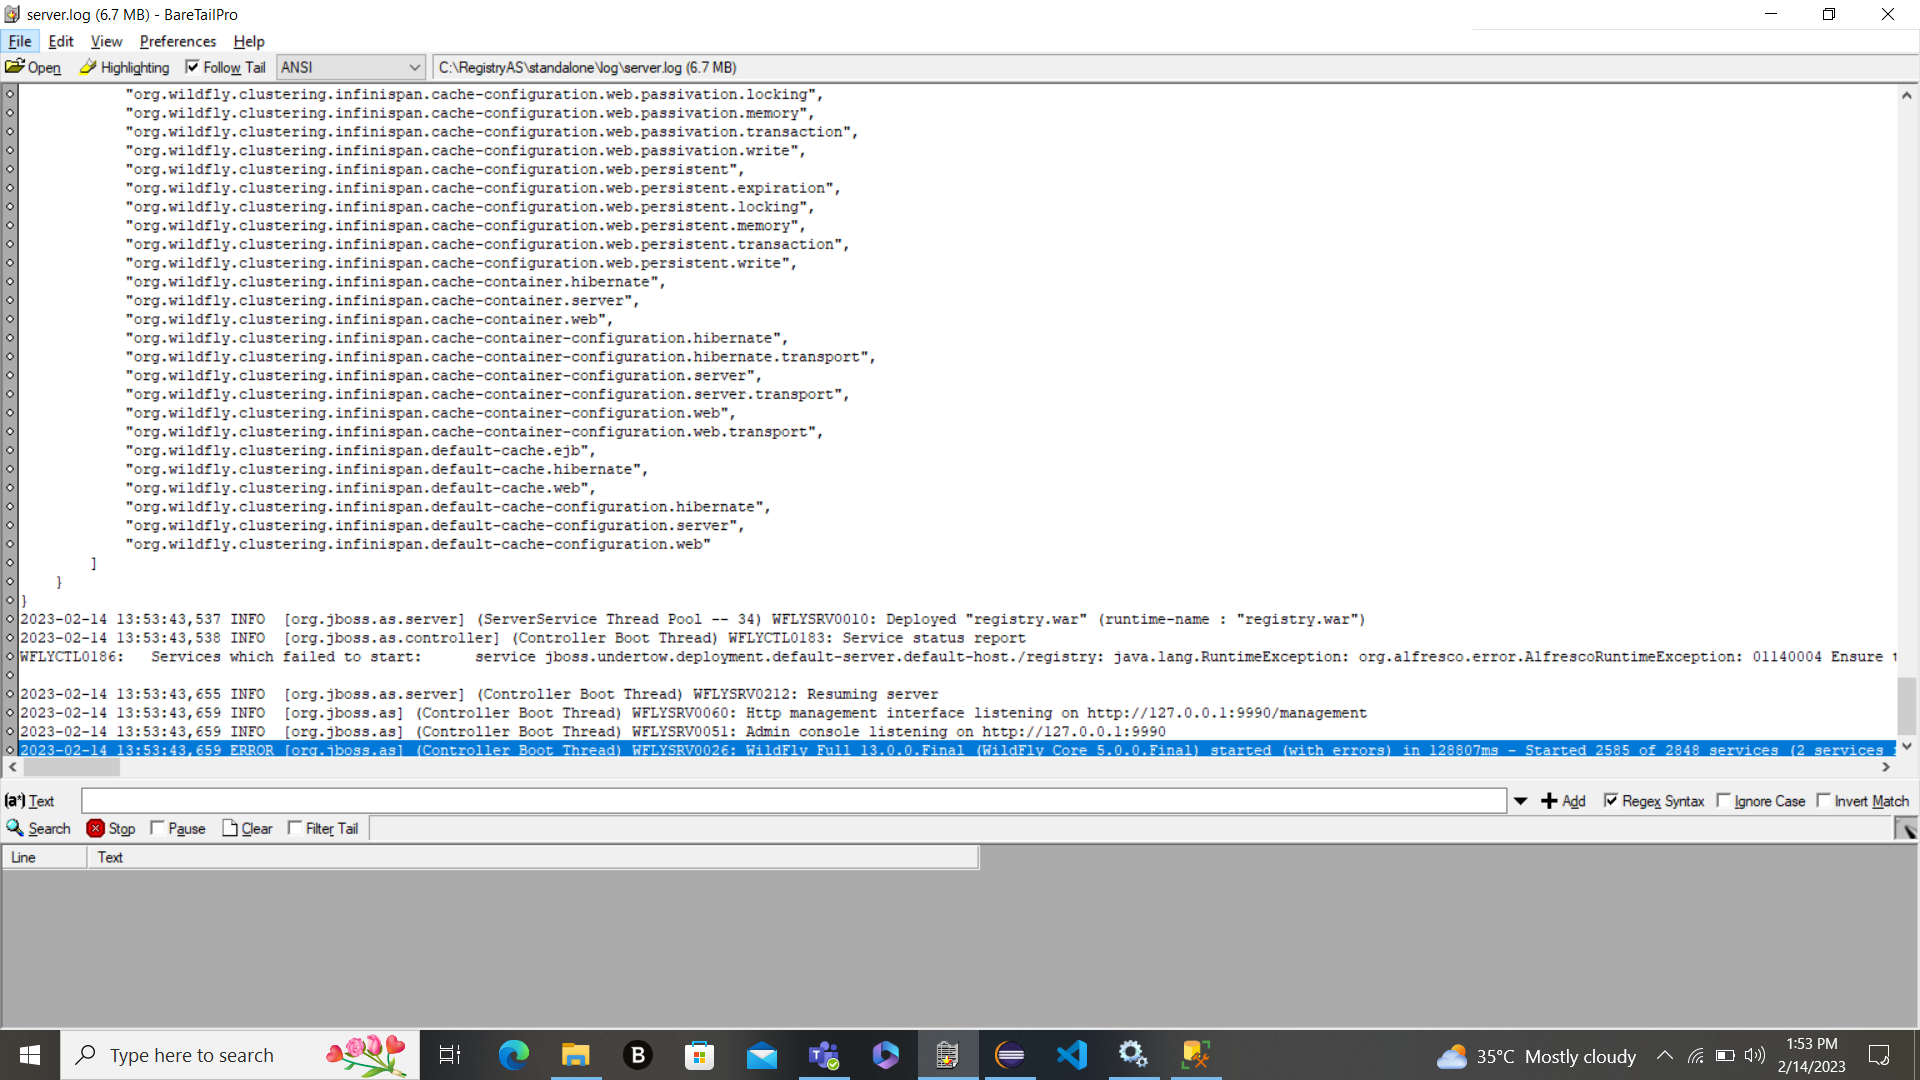 server.log (6.7 MB) - BareTailPro
File Edit View Preferences Help
Open Highlighting Follow Tail ANSI C:\RegistryAS\standalone\log\server.log (6.7 MB)
"org.wildfly.clustering.infinispan.cache-configuration.web.passivation.locking",
"org.wildfly.clustering.infinispan.cache-configuration.web.passivation.memory",
"org.wildfly.clustering.infinispan.cache-configuration.web.passivation.transaction",
"org.wildfly.clustering.infinispan.cache-configuration.web.passivation.write",
"org.wildfly.clustering.infinispan.cache-configuration.web.persistent",
"org.wildfly.clustering.infinispan.cache-configuration.web.persistent.expiration",
"org.wildfly.clustering.infinispan.cache-configuration.web.persistent.locking",
"org.wildfly.clustering.infinispan.cache-configuration.web.persistent.memory",
"org.wildfly.clustering.infinispan.cache-configuration.web.persistent.transaction",
"org.wildfly.clustering.infinispan.cache-configuration.web.persistent.write",
"org.wildfly.clustering.infinispan.cache-container.hibernate",
"org.wildfly.clustering.infinispan.cache-container.server",
"org.wildfly.clustering.infinispan.cache-container.web",
"org.wildfly.clustering.infinispan.cache-container-configuration.hibernate",
"org.wildfly.clustering.infinispan.cache-container-configuration.hibernate.transport",
"org.wildfly.clustering.infinispan.cache-container-configuration.server",
"org.wildfly.clustering.infinispan.cache-container-configuration.server.transport",
"org.wildfly.clustering.infinispan.cache-container-configuration.web",
"org.wildfly.clustering.infinispan.cache-container-configuration.web.transport",
"org.wildfly.clustering.infinispan.default-cache.ejb",
"org.wildfly.clustering.infinispan.default-cache.hibernate",
"org.wildfly.clustering.infinispan.default-cache.web",
"org.wildfly.clustering.infinispan.default-cache-configuration.hibernate",
"org.wildfly.clustering.infinispan.default-cache-configuration.server",
"org.wildfly.clustering.infinispan.default-cache-configuration.web"
]
}
}
2023-02-14 13:53:43,537 INFO  [org.jboss.as.server] (ServerService Thread Pool -- 34) WFLYSRV0010: Deployed "registry.war" (runtime-name : "registry.war")
2023-02-14 13:53:43,538 INFO  [org.jboss.as.controller] (Controller Boot Thread) WFLYCTL0183: Service status report
WFLYCTL0186:   Services which failed to start:      service jboss.undertow.deployment.default-server.default-host./registry: java.lang.RuntimeException: org.alfresco.error.AlfrescoRuntimeException: 01140004 Ensure
2023-02-14 13:53:43,655 INFO  [org.jboss.as.server] (Controller Boot Thread) WFLYSRV0212: Resuming server
2023-02-14 13:53:43,659 INFO  [org.jboss.as] (Controller Boot Thread) WFLYSRV0060: Http management interface listening on http://127.0.0.1:9990/management
2023-02-14 13:53:43,659 INFO  [org.jboss.as] (Controller Boot Thread) WFLYSRV0051: Admin console listening on http://127.0.0.1:9990
2023-02-14 13:53:43,659 ERROR [org.jboss.as] (Controller Boot Thread) WFLYSRV0026: WildFly Full 13.0.0.Final (WildFly Core 5.0.0.Final) started (with errors) in 128807ms - Started 2585 of 2848 services (2 services
(a*) Text Add Regex Syntax Ignore Case Invert Match
Search Stop Pause Clear Filter Tail
Line Text
Type here to search B 35°C Mostly cloudy 1:53 PM
2/14/2023